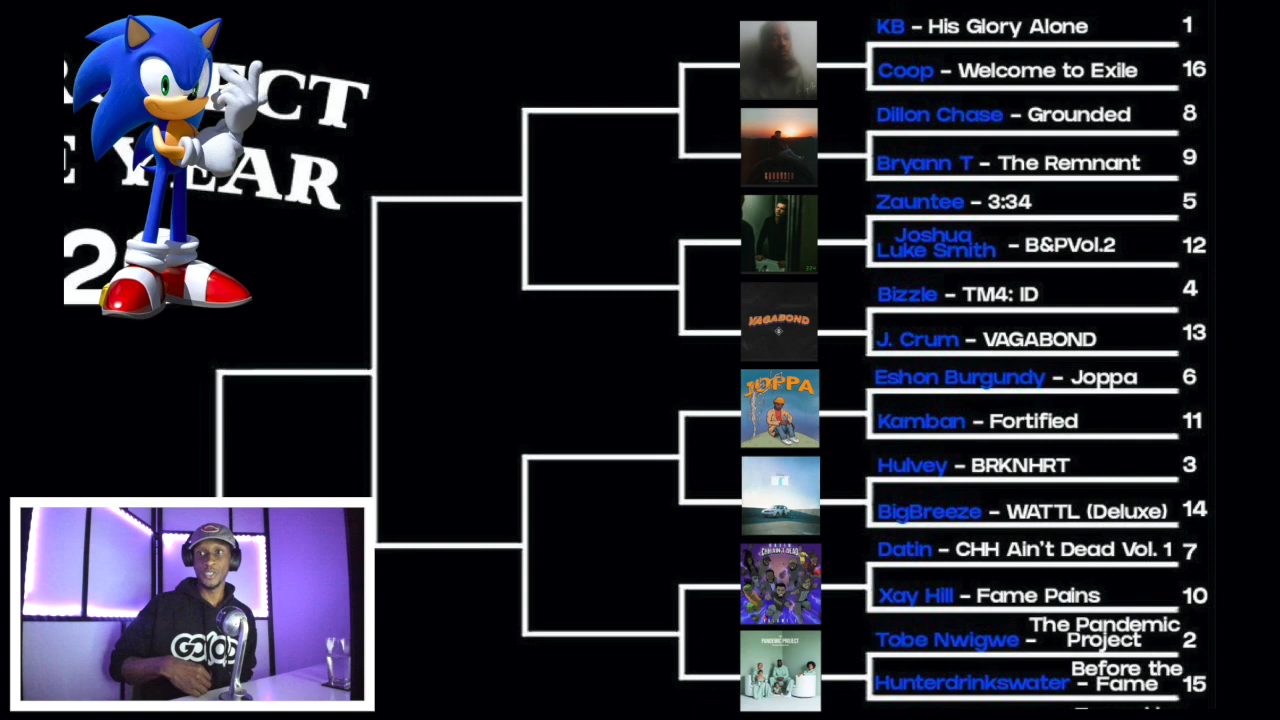 E YEAR
2
KB – His Glory Alone 1
Coop – Welcome to Exile 16
Dillon Chase – Grounded 8
Bryann T – The Remnant 9
Zauntee – 3:34 5
Joshua
Luke Smith – B&PVol.2 12
Bizzle – TM4: ID 4
J. Crum – VAGABOND 13
Eshon Burgundy – Joppa 6
Kamban – Fortified 11
Hulvey – BRKNHRT 3
BigBreeze – WATTL (Deluxe) 14
Datin – CHH Ain't Dead Vol. 1 7
Xay Hill – Fame Pains 10
The Pandemic
Tobe Nwigwe – Project 2
Before the
Hunterdrinkswater – Fame 15
VAGABOND
JOPPA